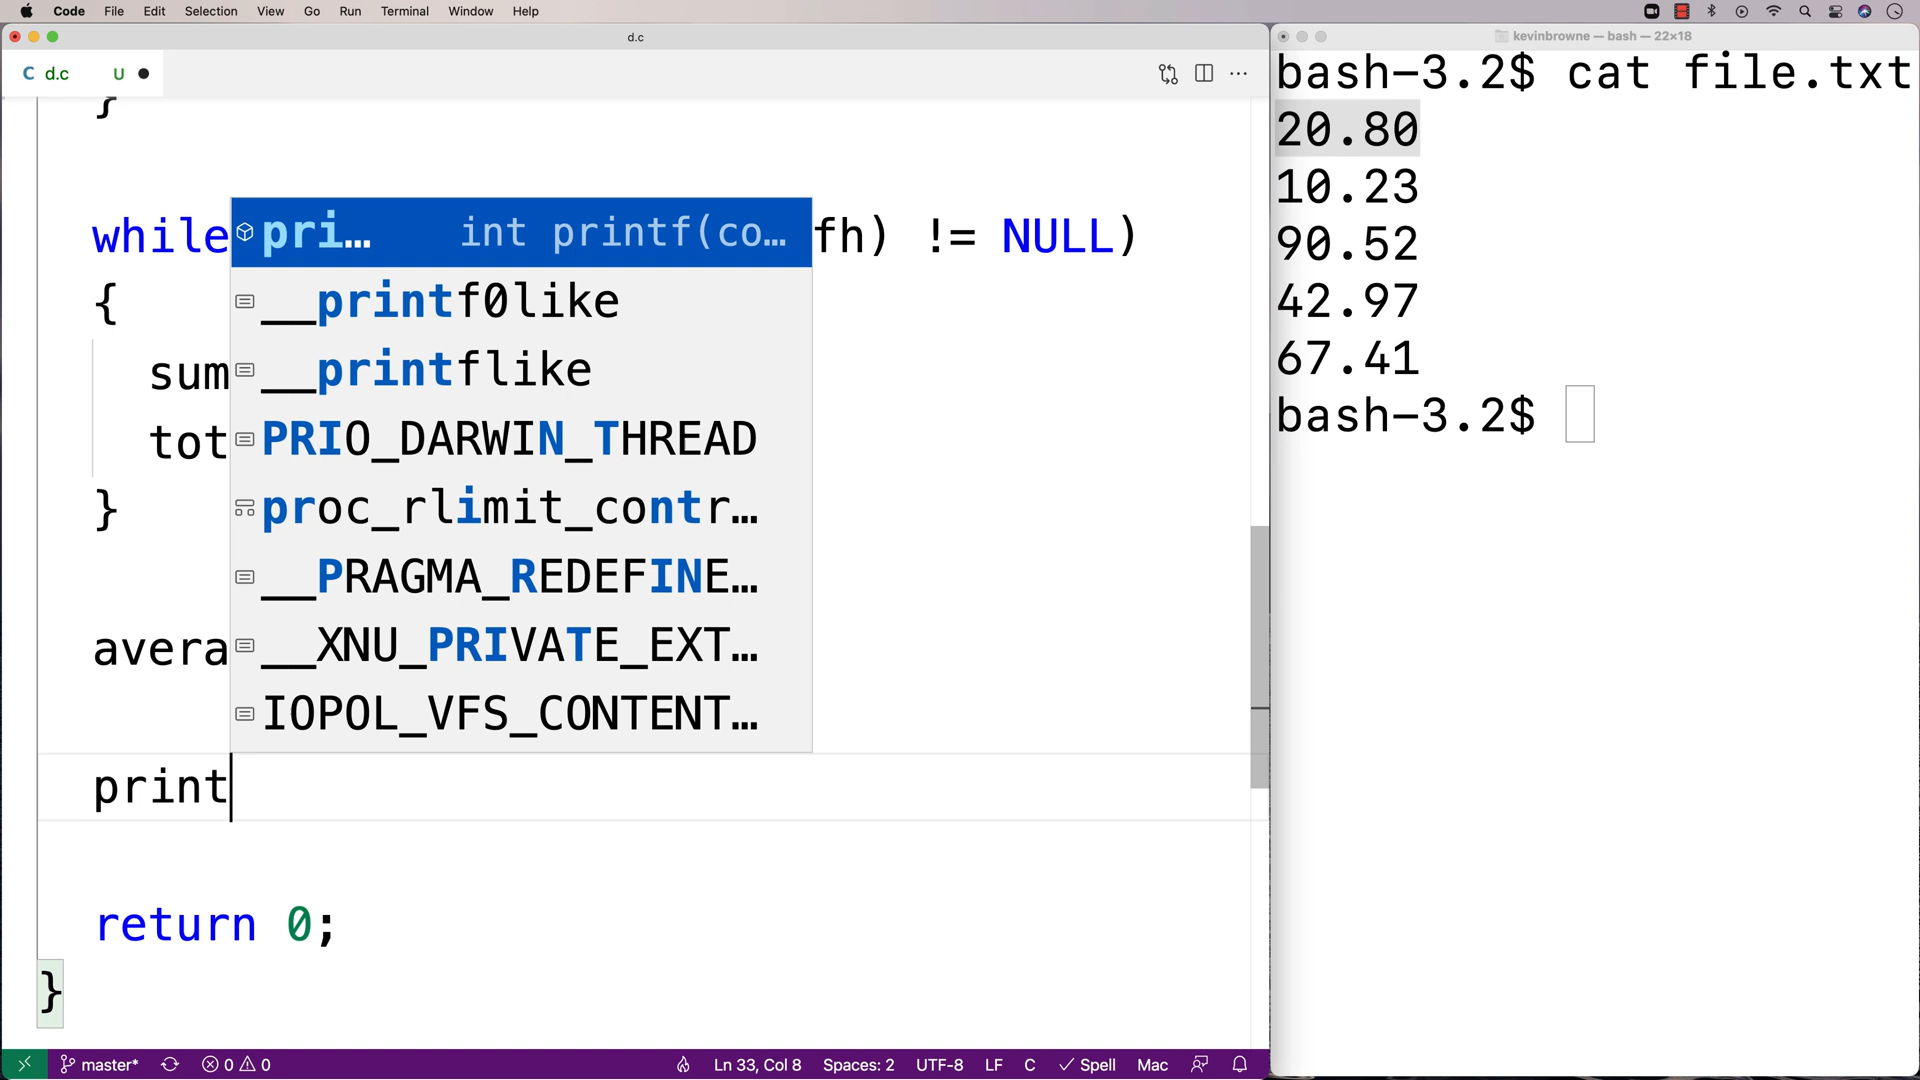 Code File Edit Selection View Go Run Terminal Window Help
d.c
C d.c U
}
while fh) != NULL)
{
sum
tot
}
avera
print
return 0;
}
pri… int printf(co…
__printf0like
__printflike
PRIO_DARWIN_THREAD
proc_rlimit_contr…
__PRAGMA_REDEFINE…
__XNU_PRIVATE_EXT…
IOPOL_VFS_CONTENT…
master* 0 0 Ln 33, Col 8 Spaces: 2 UTF-8 LF C Spell Mac
kevinbrowne — bash — 22×18
bash-3.2$ cat file.txt
20.80
10.23
90.52
42.97
67.41
bash-3.2$